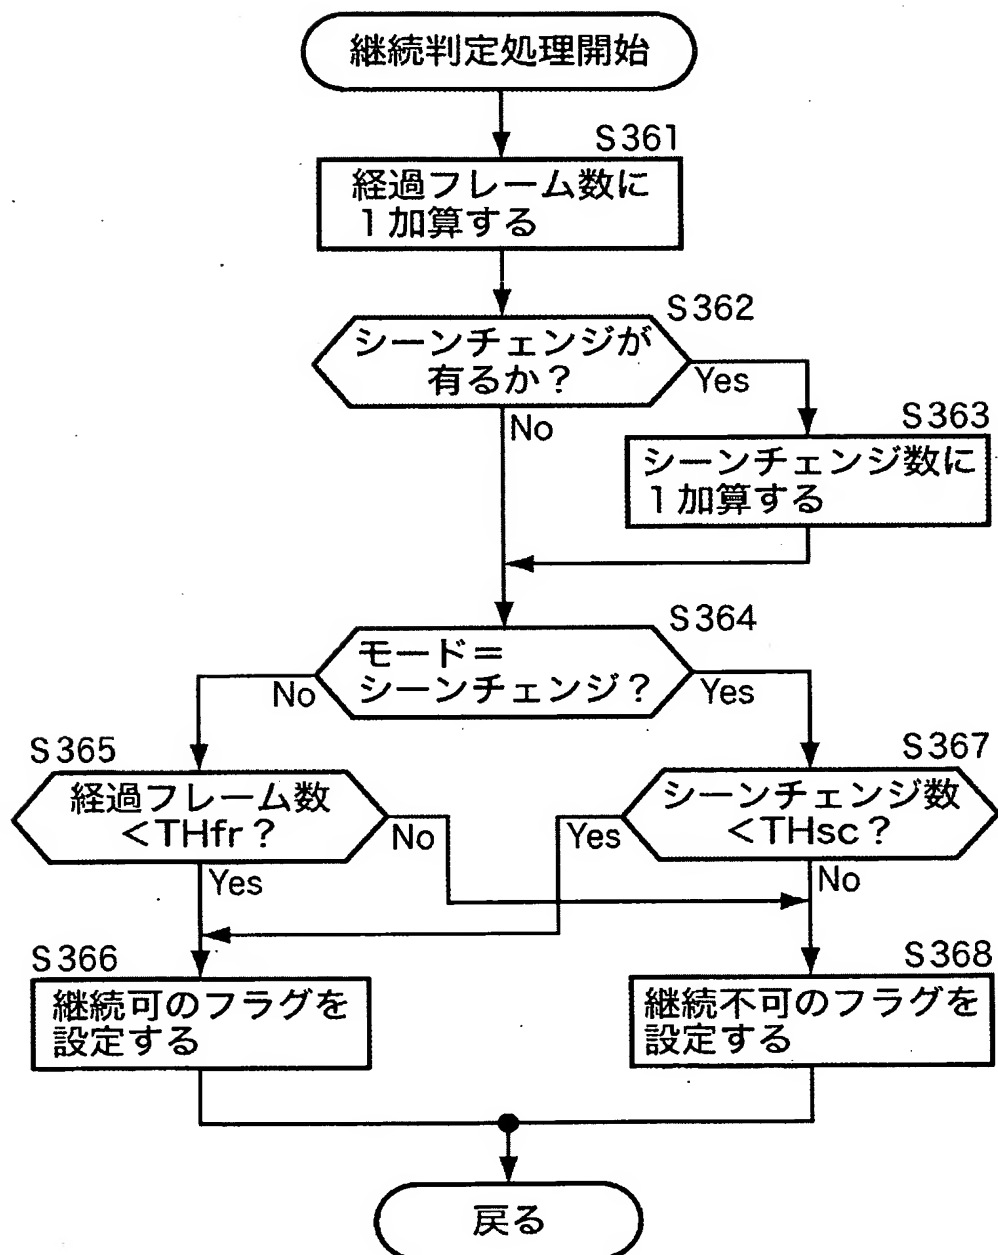 継続判定処理開始
S361
経過フレーム数に
1加算する
S362
シーンチェンジが
有るか？
Yes
No
S363
シーンチェンジ数に
1加算する
S364
モード＝
シーンチェンジ？
No
Yes
S365
経過フレーム数
<THfr？
No
Yes
S367
シーンチェンジ数
<THsc？
Yes
No
S366
継続可のフラグを
設定する
S368
継続不可のフラグを
設定する
戻る